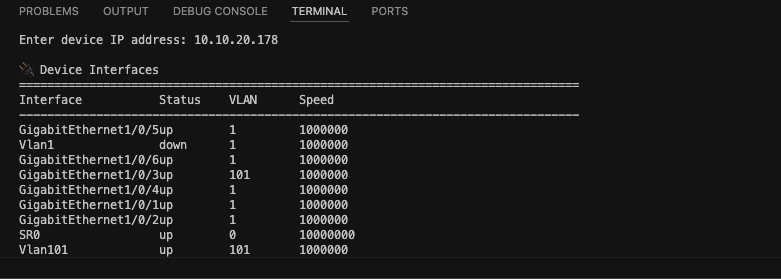 PROBLEMS OUTPUT DEBUG CONSOLE TERMINAL PORTS
Enter device IP address: 10.10.20.178
🔌 Device Interfaces
================================================================================
Interface Status VLAN Speed
--------------------------------------------------------------------------------
GigabitEthernet1/0/5up 1 1000000
Vlan1 down 1 1000000
GigabitEthernet1/0/6up 1 1000000
GigabitEthernet1/0/3up 101 1000000
GigabitEthernet1/0/4up 1 1000000
GigabitEthernet1/0/1up 1 1000000
GigabitEthernet1/0/2up 1 1000000
SR0 up 0 10000000
Vlan101 up 101 1000000